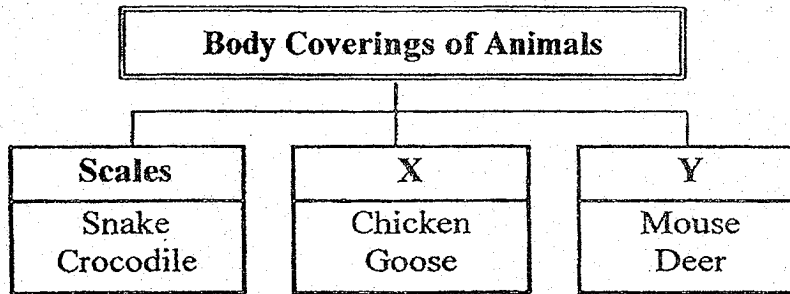 Body Coverings of Animals
Scales
X
Y
Snake
Chicken
Mouse
Crocodile
Goose
Deer